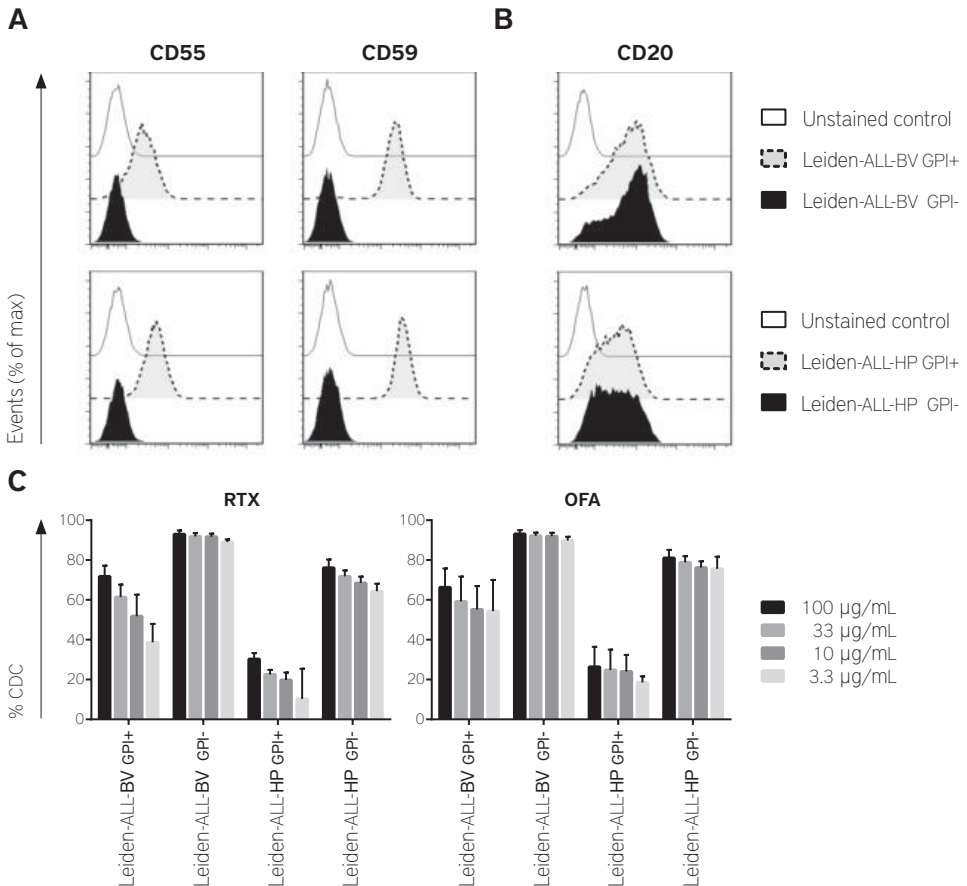 A
B
CD55
CD59
CD20
Events (% of max)
Unstained control
Leiden-ALL-BV GPI+
Leiden-ALL-BV GPI-
Unstained control
Leiden-ALL-HP GPI+
Leiden-ALL-HP GPI-
C
RTX
OFA
% CDC
100
80
60
40
20
0
100
80
60
40
20
0
Leiden-ALL-BV GPI+
Leiden-ALL-BV GPI-
Leiden-ALL-HP GPI+
Leiden-ALL-HP GPI-
Leiden-ALL-BV GPI+
Leiden-ALL-BV GPI-
Leiden-ALL-HP GPI+
Leiden-ALL-HP GPI-
100 µg/mL
33 µg/mL
10 µg/mL
3.3 µg/mL